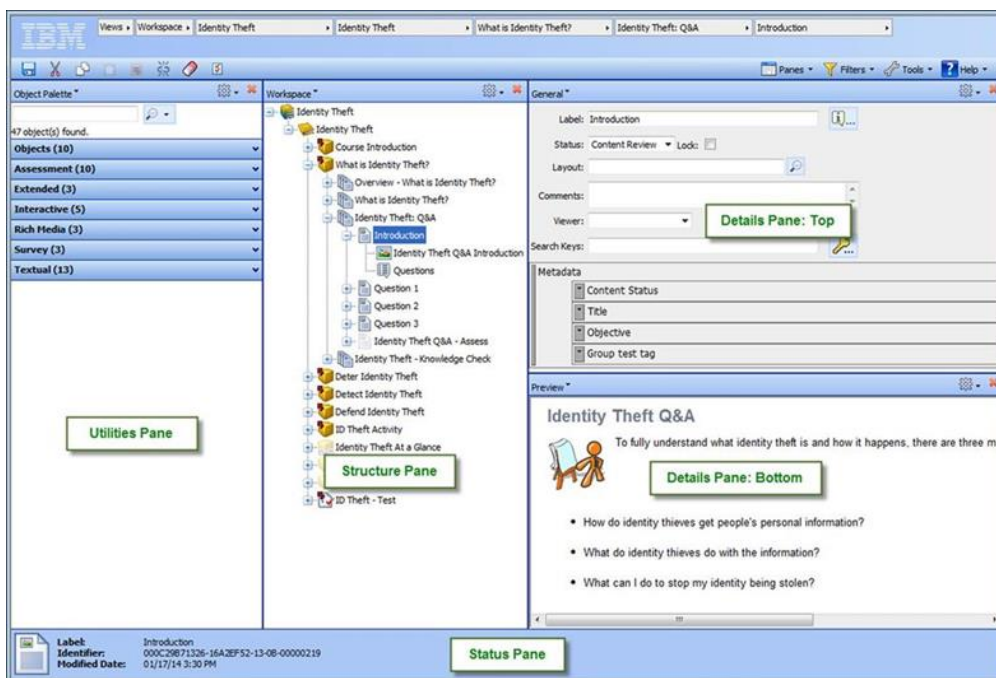 IBM
Views Workspace Identity Theft Identity Theft What is Identity Theft? Identity Theft: Q&A Introduction
Panes Filters Tools Help
Object Palette
47 object(s) found.
Objects (10)
Assessment (10)
Extended (3)
Interactive (5)
Rich Media (3)
Survey (3)
Textual (13)
Utilities Pane
Workspace
Identity Theft
Identity Theft
Course Introduction
What is Identity Theft?
Overview - What is Identity Theft?
What is Identity Theft?
Identity Theft: Q&A
Introduction
Identity Theft Q&A Introduction
Questions
Question 1
Question 2
Question 3
Identity Theft Q&A - Assess
Identity Theft - Knowledge Check
Deter Identity Theft
Detect Identity Theft
Defend Identity Theft
ID Theft Activity
Identity Theft At a Glance
Structure Pane
ID Theft - Test
General
Label: Introduction
Status: Content Review Lock:
Layout:
Comments:
Viewer:
Details Pane: Top
Search Keys:
Metadata
Content Status
Title
Objective
Group test tag
Preview
Identity Theft Q&A
To fully understand what identity theft is and how it happens, there are three m
Details Pane: Bottom
• How do identity thieves get people's personal information?
• What do identity thieves do with the information?
• What can I do to stop my identity being stolen?
Label: Introduction
Identifier: 000C29B71326-16A2EF52-13-0B-00000219
Modified Date: 01/17/14 3:30 PM
Status Pane